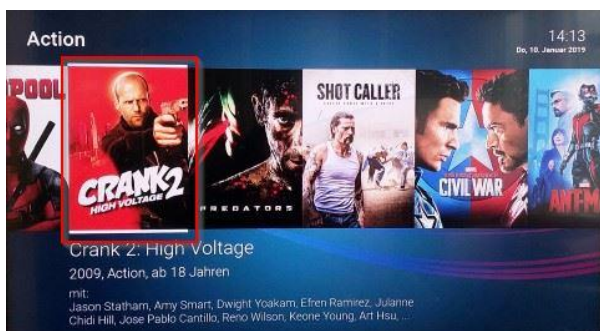 Action
14:13
Do, 10. Januar 2019
POOL
CRANK 2
HIGH VOLTAGE
PREDATORS
SHOT CALLER
CIVIL WAR
ANT-M
Crank 2: High Voltage
2009, Action, ab 18 Jahren
mit:
Jason Statham, Amy Smart, Dwight Yoakam, Efren Ramirez, Julanne
Chidi Hill, Jose Pablo Cantillo, Reno Wilson, Keone Young, Art Hsu, ...